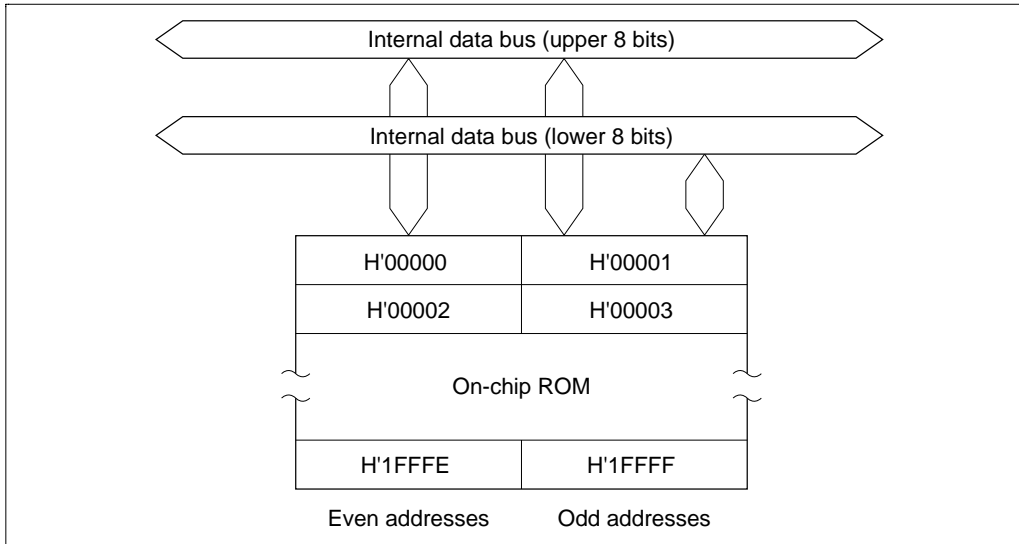 Internal data bus (upper 8 bits)
Internal data bus (lower 8 bits)
H'00000 H'00001
H'00002 H'00003
On-chip ROM
H'1FFFE H'1FFFF
Even addresses Odd addresses